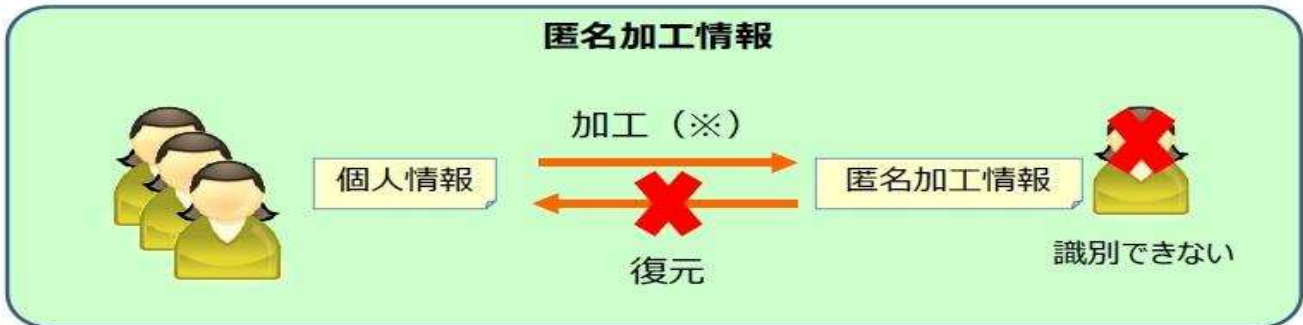 匿名加工情報
加工（※）
個人情報
匿名加工情報
復元
識別できない